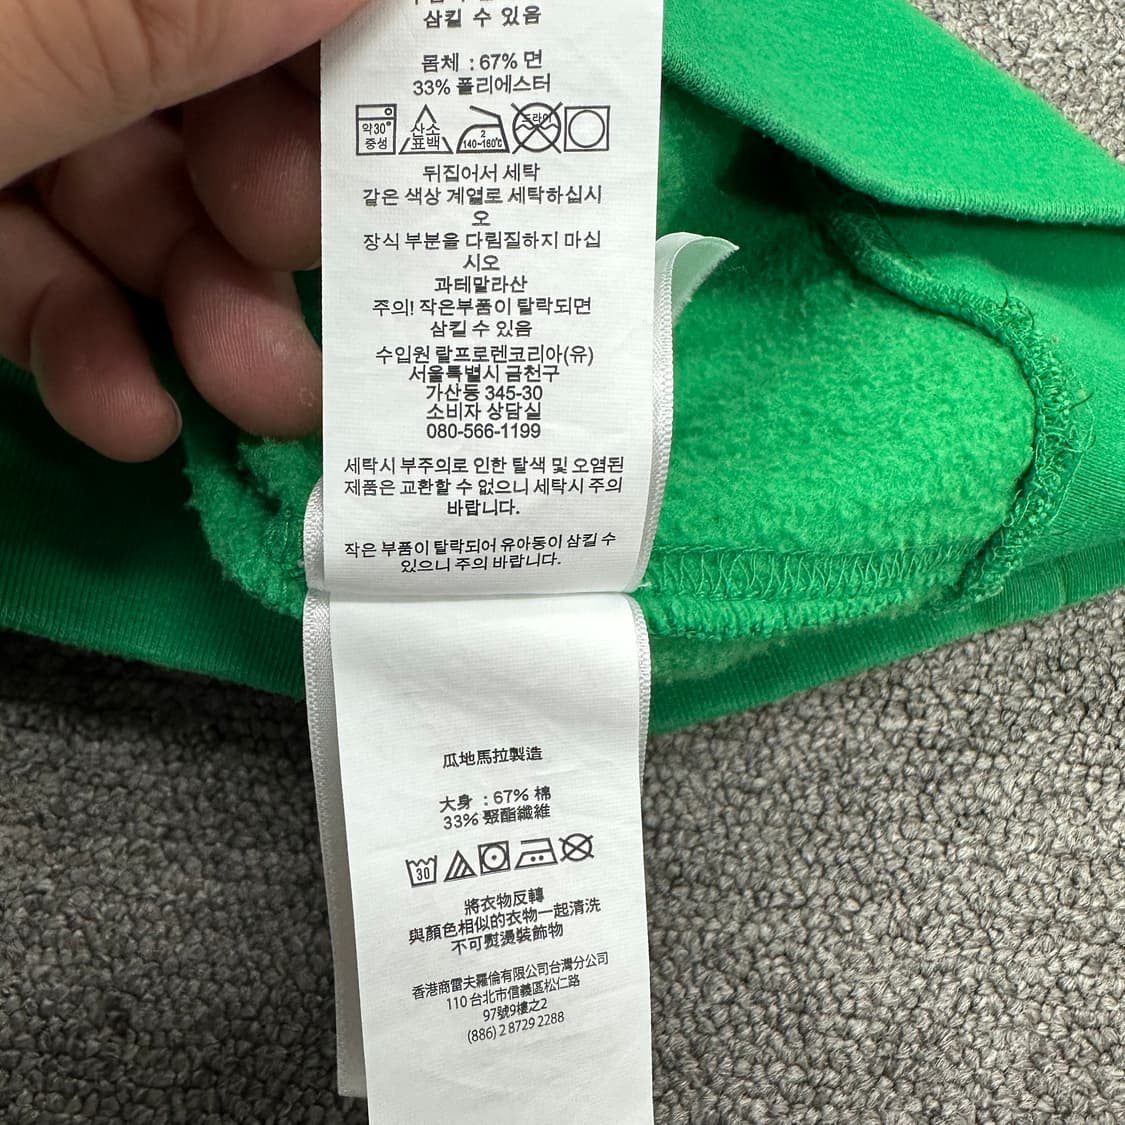 삼킬 수 있음
몸체 : 67% 면
33% 폴리에스터
약30°
중성
산소
표백
2
140~160℃
드라이
뒤집어서 세탁
같은 색상 계열로 세탁하십시
오
장식 부분을 다림질하지 마십
시오
과테말라산
주의! 작은부품이 탈락되면
삼킬 수 있음
수입원 랄프로렌코리아(유)
서울특별시 금천구
가산동 345-30
소비자 상담실
080-566-1199
세탁시 부주의로 인한 탈색 및 오염된
제품은 교환할 수 없으니 세탁시 주의
바랍니다.
작은 부품이 탈락되어 유아동이 삼킬 수
있으니 주의 바랍니다.
瓜地馬拉製造
大身 : 67% 棉
33% 聚酯纖維
30
將衣物反轉
與顏色相似的衣物一起清洗
不可熨燙裝飾物
香港商雷夫羅倫有限公司台灣分公司
110 台北市信義區松仁路
97號9樓之2
(886) 2 8729 2288